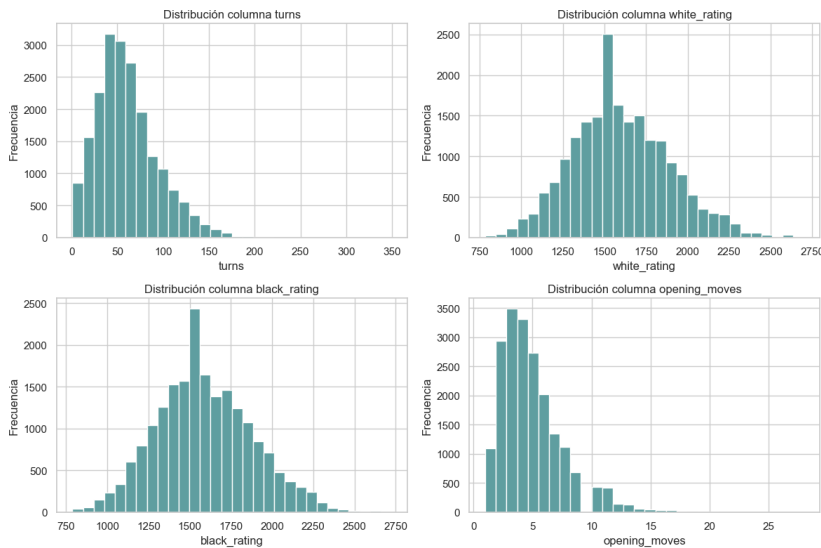 Distribución columna turns
Frecuencia
3000
2500
2000
1500
1000
500
0
0 50 100 150 200 250 300 350
turns
Distribución columna white_rating
Frecuencia
2500
2000
1500
1000
500
0
750 1000 1250 1500 1750 2000 2250 2500 2750
white_rating
Distribución columna black_rating
Frecuencia
2500
2000
1500
1000
500
0
750 1000 1250 1500 1750 2000 2250 2500 2750
black_rating
Distribución columna opening_moves
Frecuencia
3500
3000
2500
2000
1500
1000
500
0
0 5 10 15 20 25
opening_moves